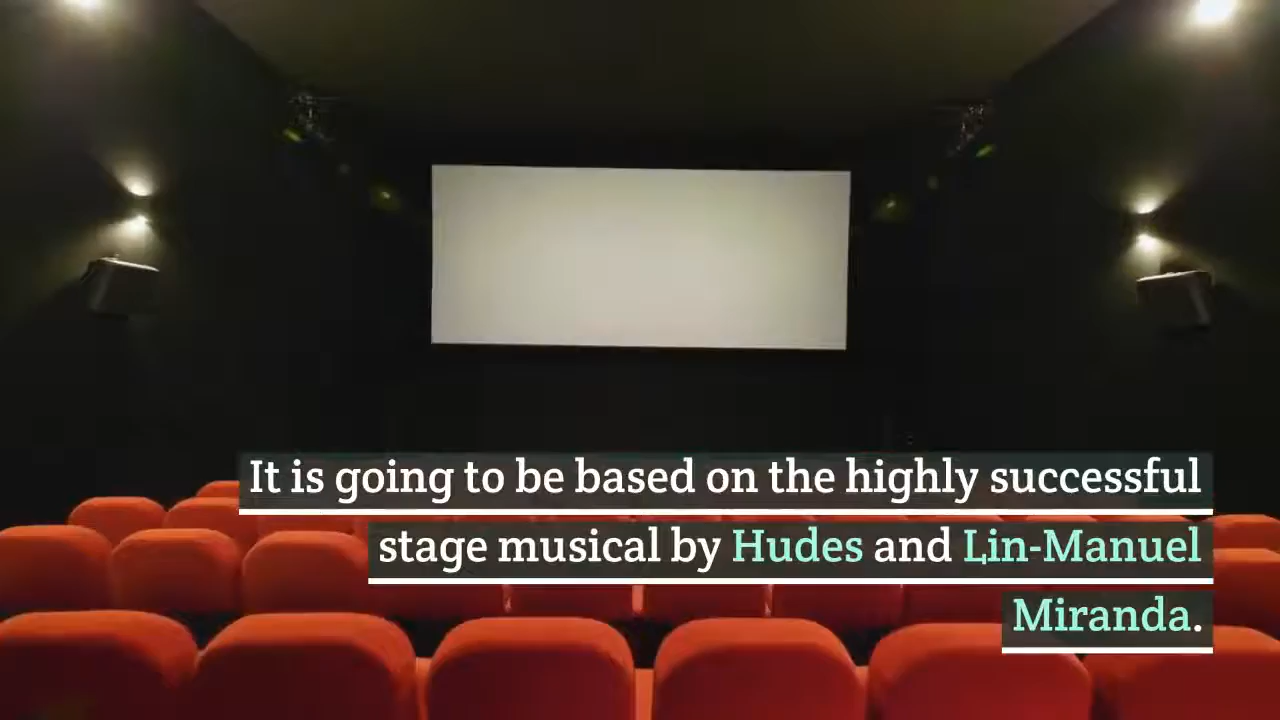 It is going to be based on the highly successful
stage musical by Hudes and Lin-Manuel
Miranda.